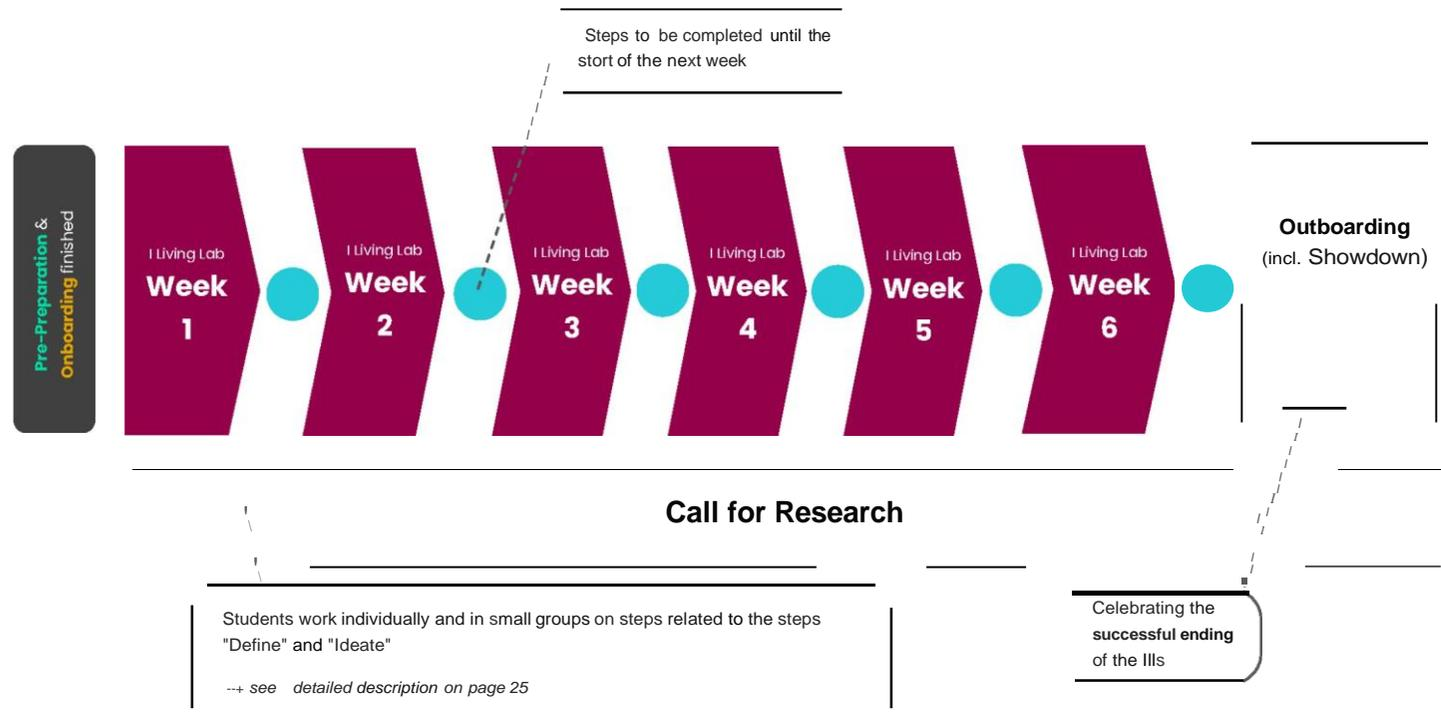 Steps to be completed until the
stort of the next week
Pre-Preparation &
Onboarding finished
I Living Lab
Week
1
I Living Lab
Week
2
I Living Lab
Week
3
I Living Lab
Week
4
I Living Lab
Week
5
I Living Lab
Week
6
Outboarding
(incl. Showdown)
Call for Research
Students work individually and in small groups on steps related to the steps
"Define" and "Ideate"
--+ see detailed description on page 25
Celebrating the
successful ending
of the IIIs